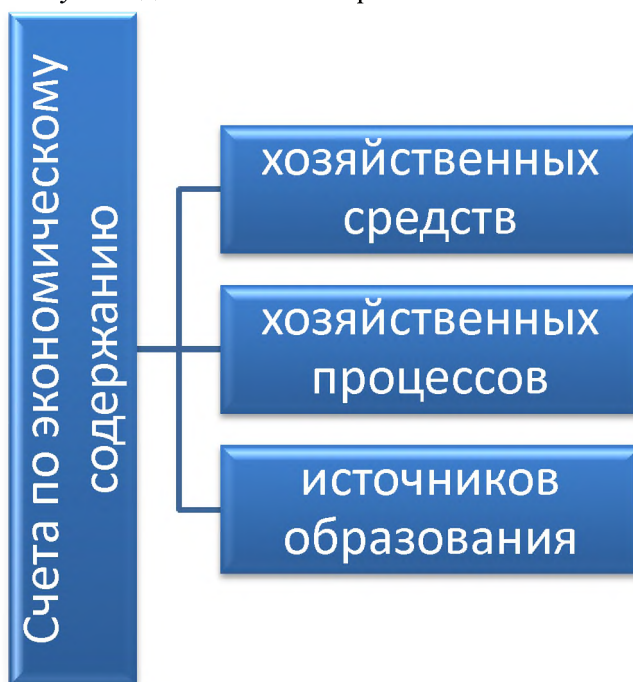 Счета по экономическому
содержанию
хозяйственных
средств
хозяйственных
процессов
источников
образования